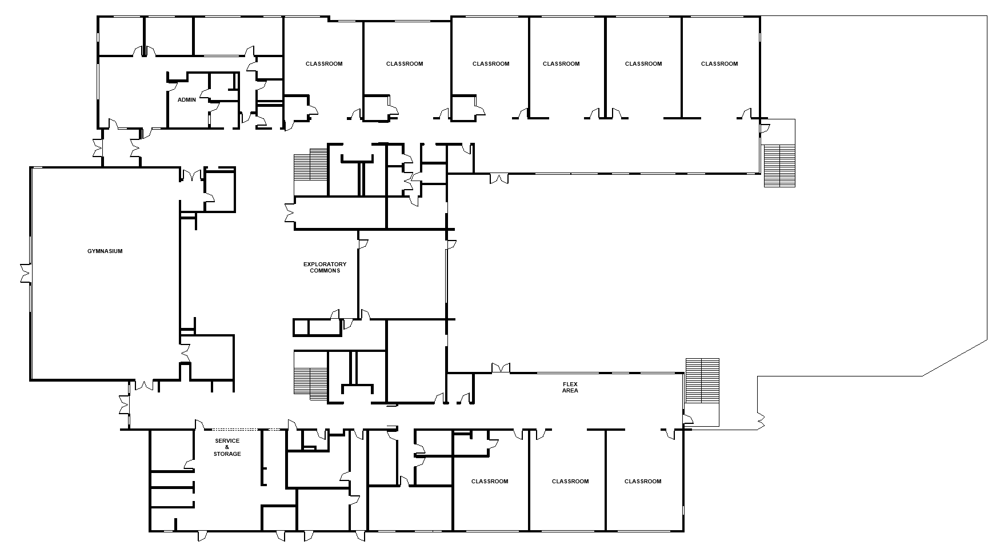 CLASSROOM
CLASSROOM
CLASSROOM
CLASSROOM
CLASSROOM
CLASSROOM
ADMIN
GYMNASIUM
EXPLORATORY
COMMONS
FLEX
AREA
SERVICE
&
STORAGE
CLASSROOM
CLASSROOM
CLASSROOM